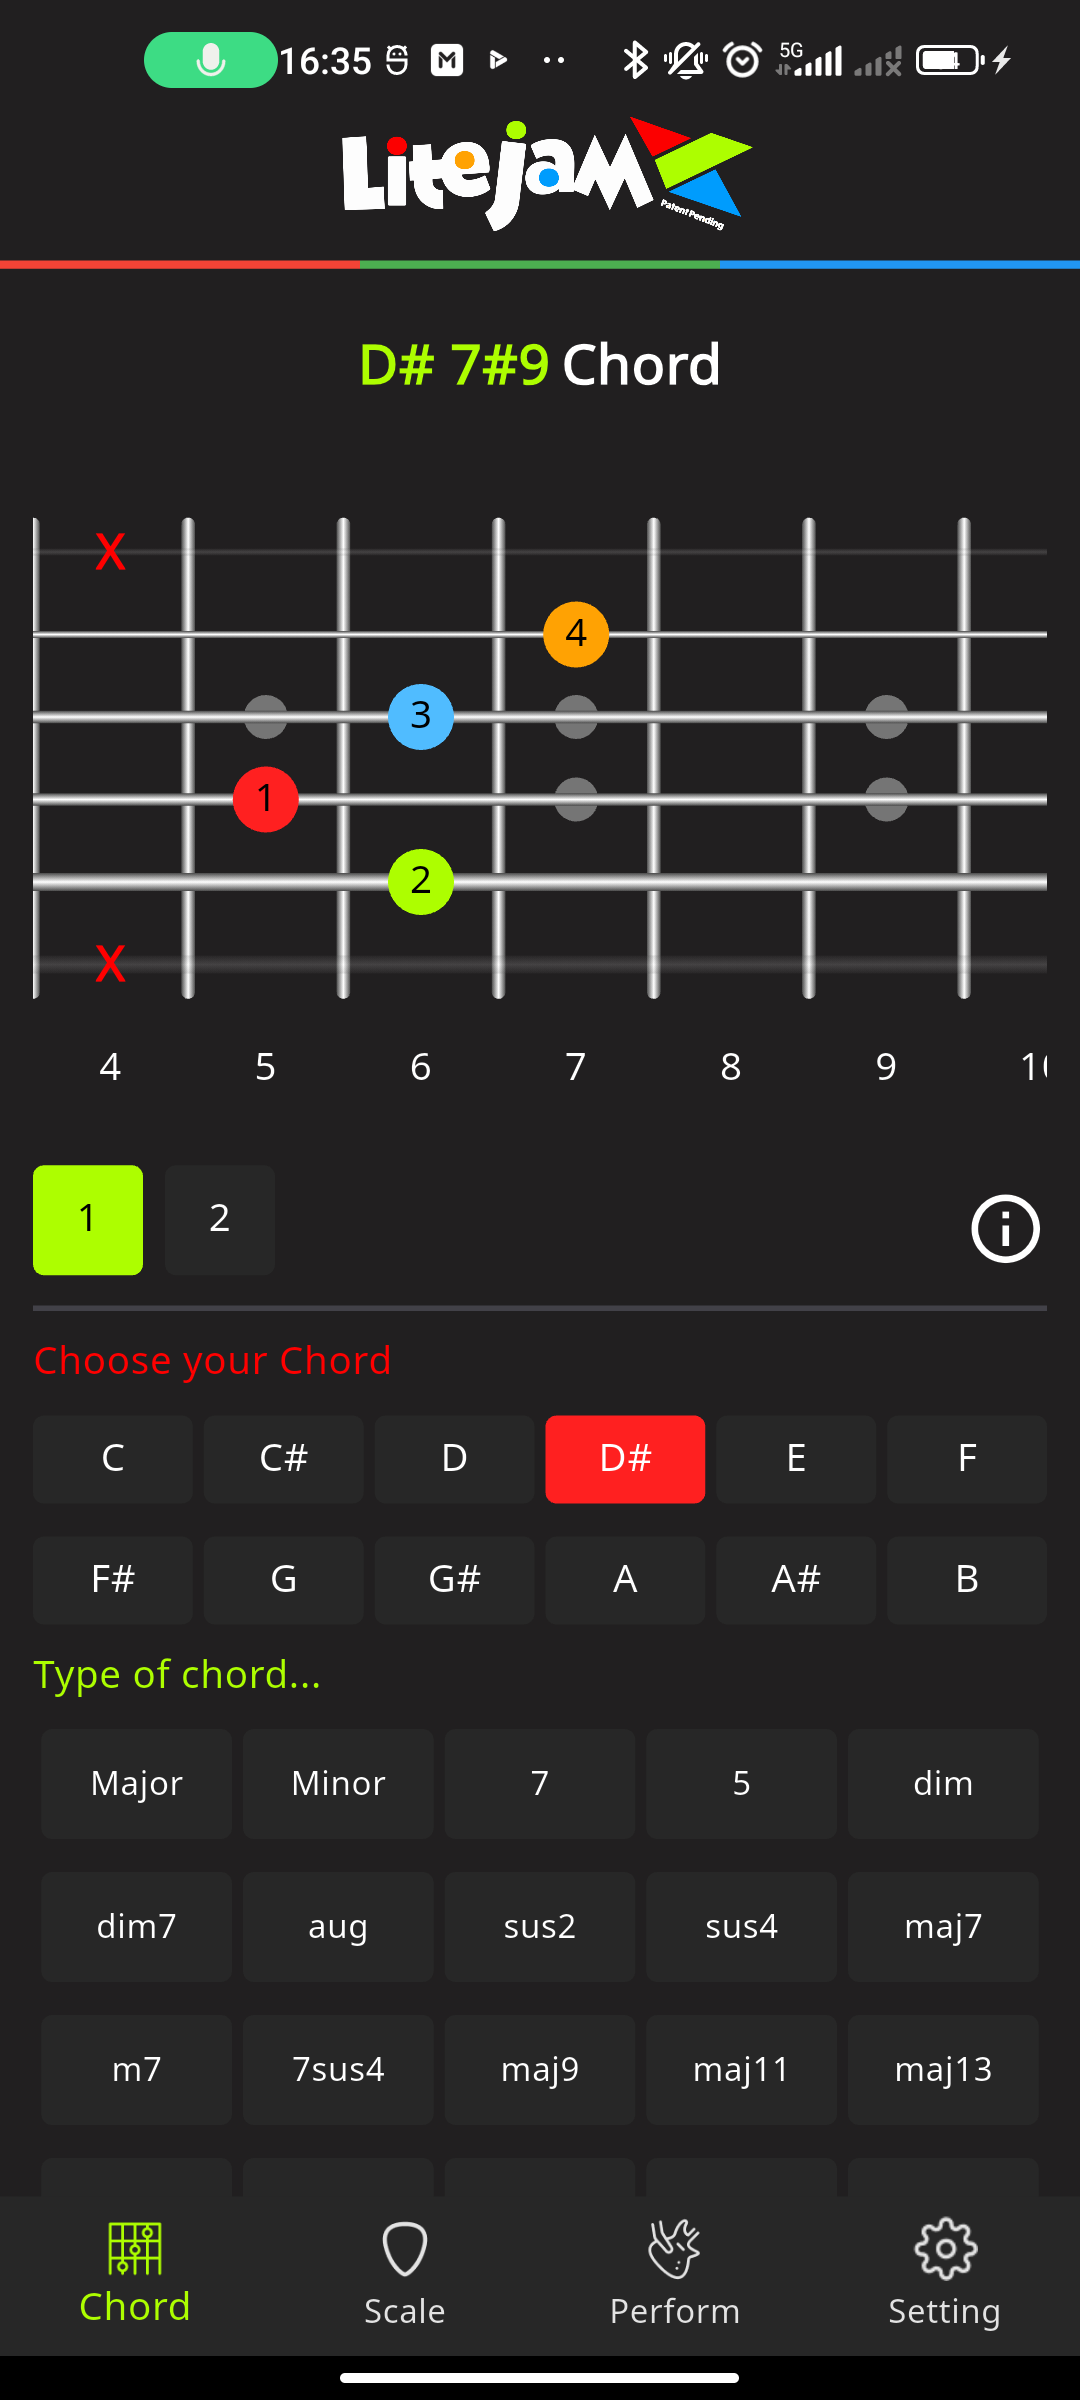 16:35
5G
Litejam
Patent Pending
D# 7#9 Chord
X
4
3
1
2
X
4 5 6 7 8 9
1 2
Choose your Chord
C C# D D# E F
F# G G# A A# B
Type of chord...
Major Minor 7 5 dim
dim7 aug sus2 sus4 maj7
m7 7sus4 maj9 maj11 maj13
Chord Scale Perform Setting